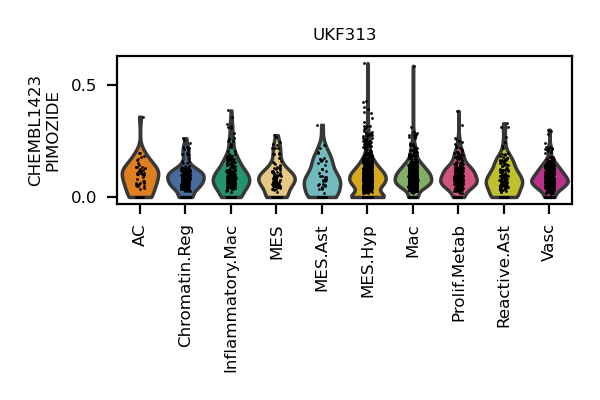 UKF313
CHEMBL1423
PIMOZIDE
0.5
0.0
AC
Chromatin.Reg
Inflammatory.Mac
MES
MES.Ast
MES.Hyp
Mac
Prolif.Metab
Reactive.Ast
Vasc